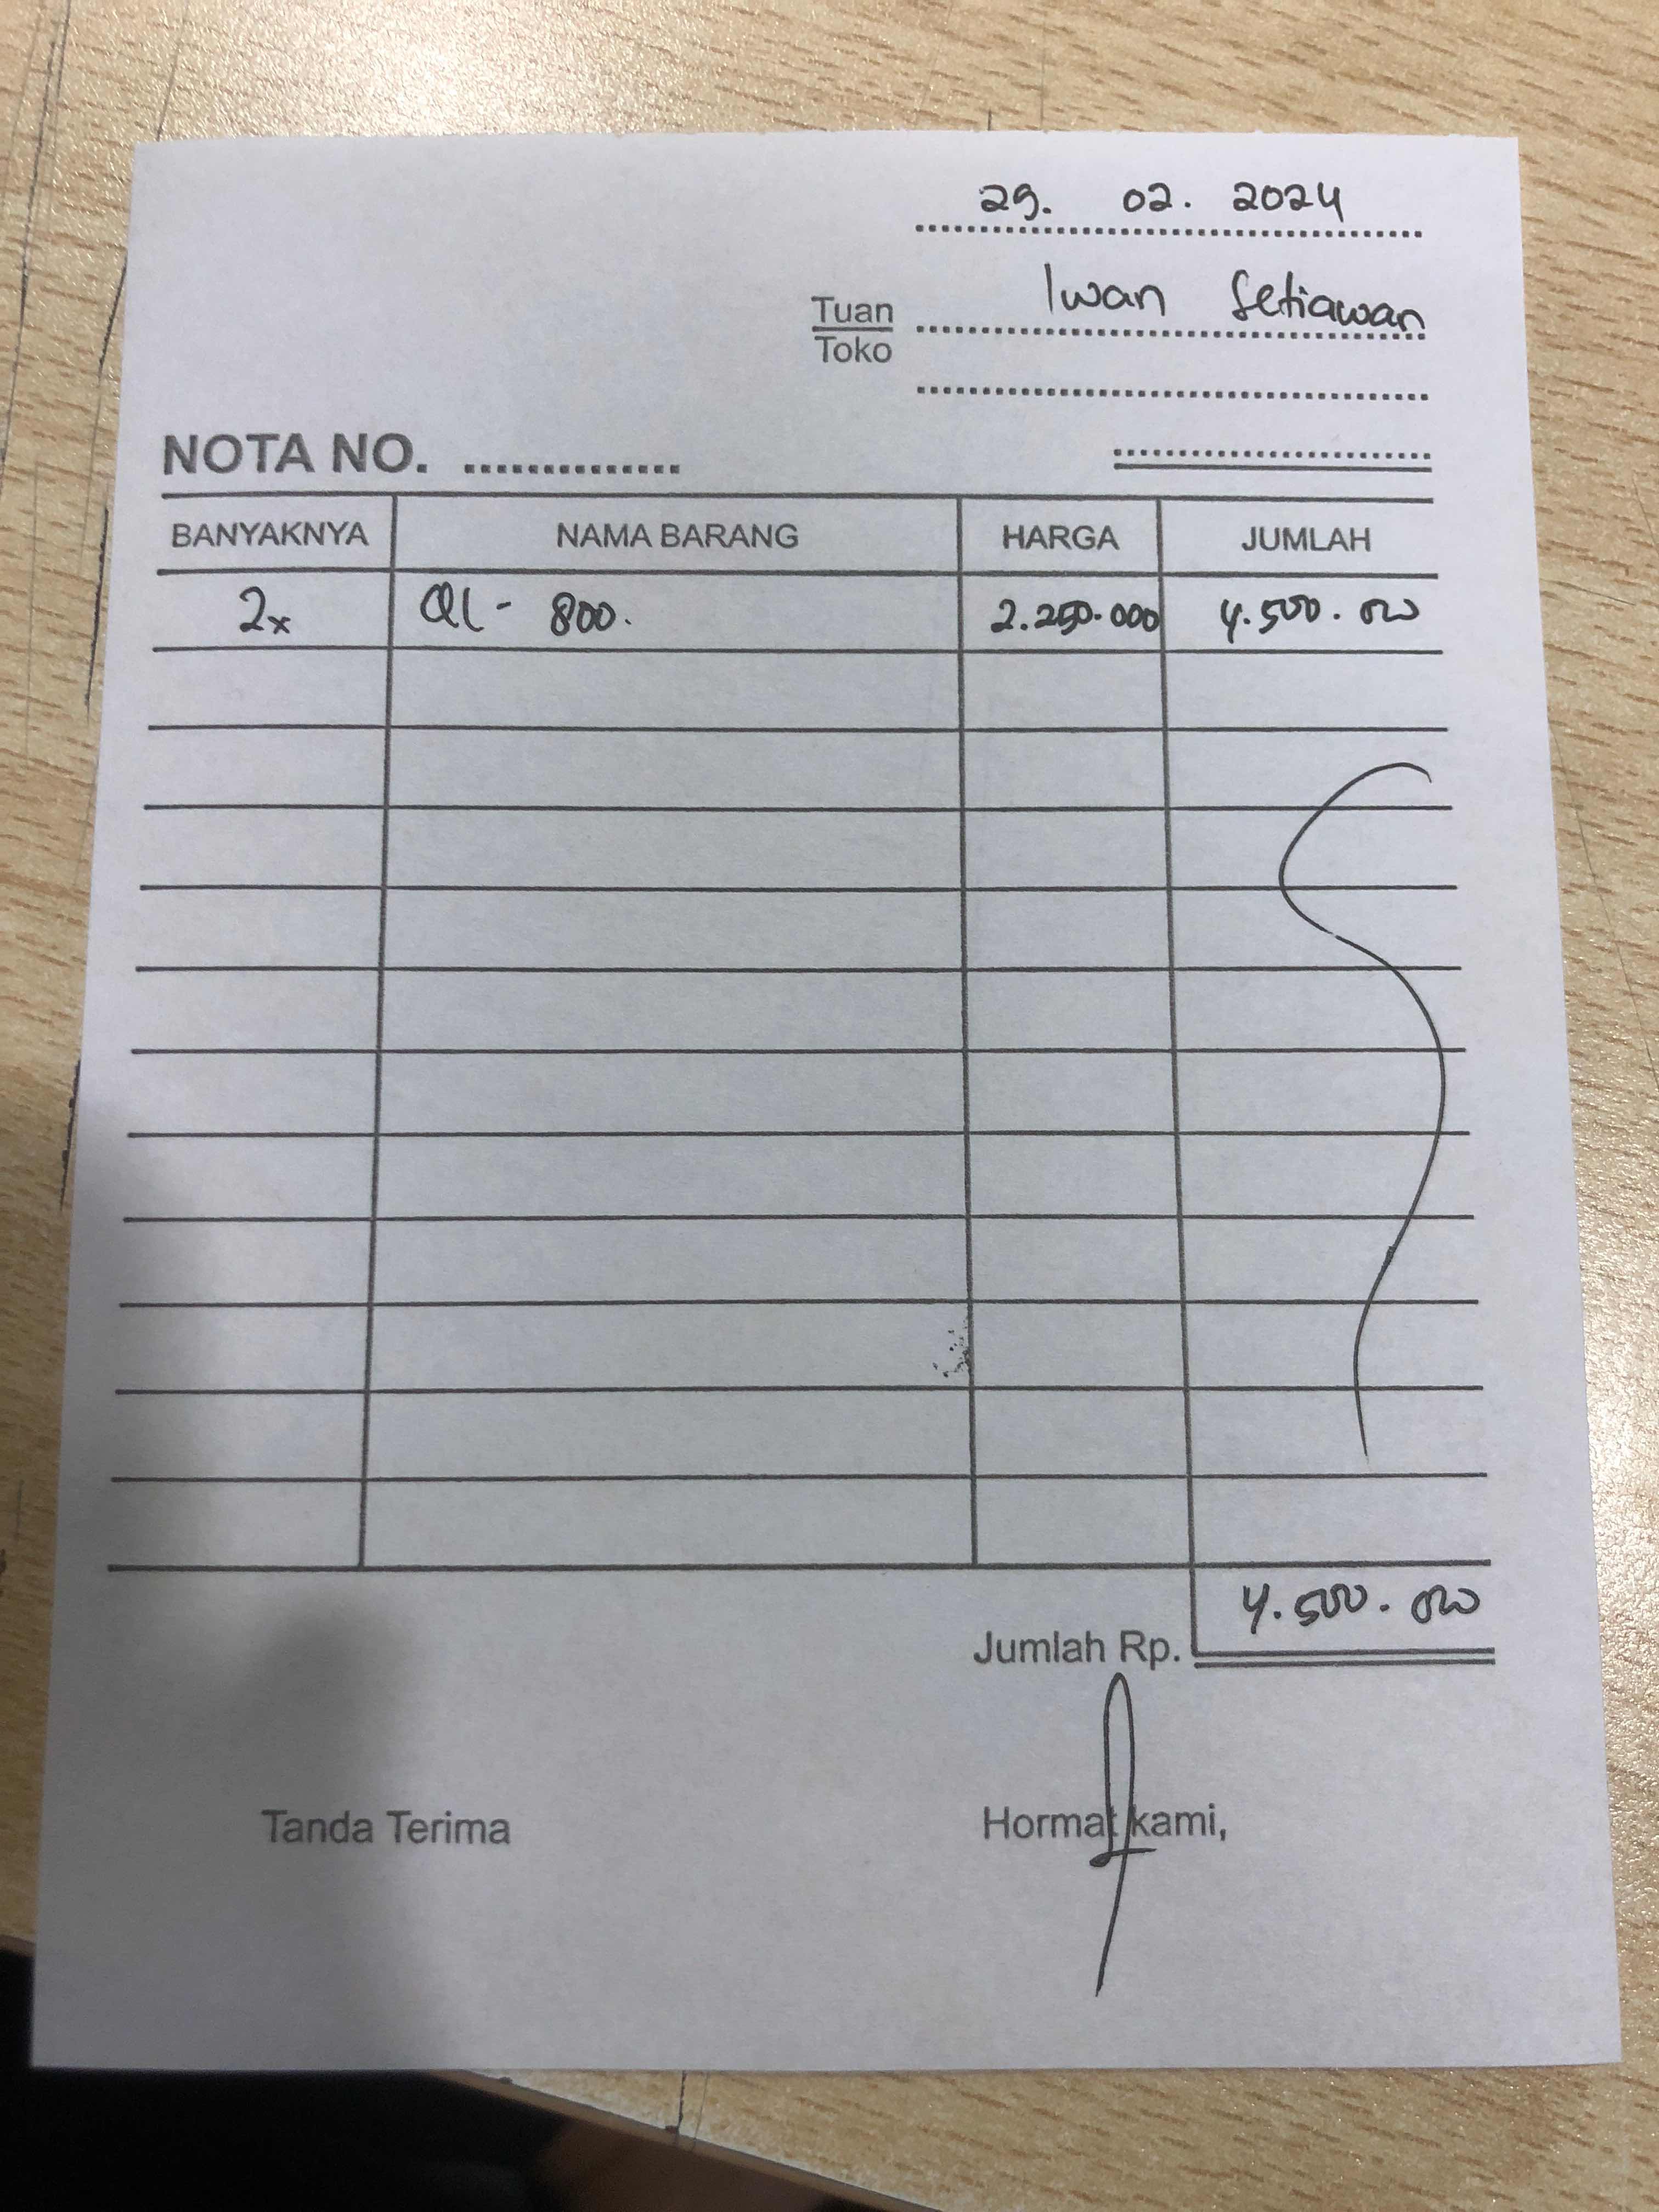 29. 02. 2024
Tuan Iwan Setiawan
Toko
NOTA NO. ..............
BANYAKNYA NAMA BARANG HARGA JUMLAH
2x QL - 800. 2.250.000 4.500.000
Jumlah Rp. 4.500.000
Tanda Terima Hormat kami,